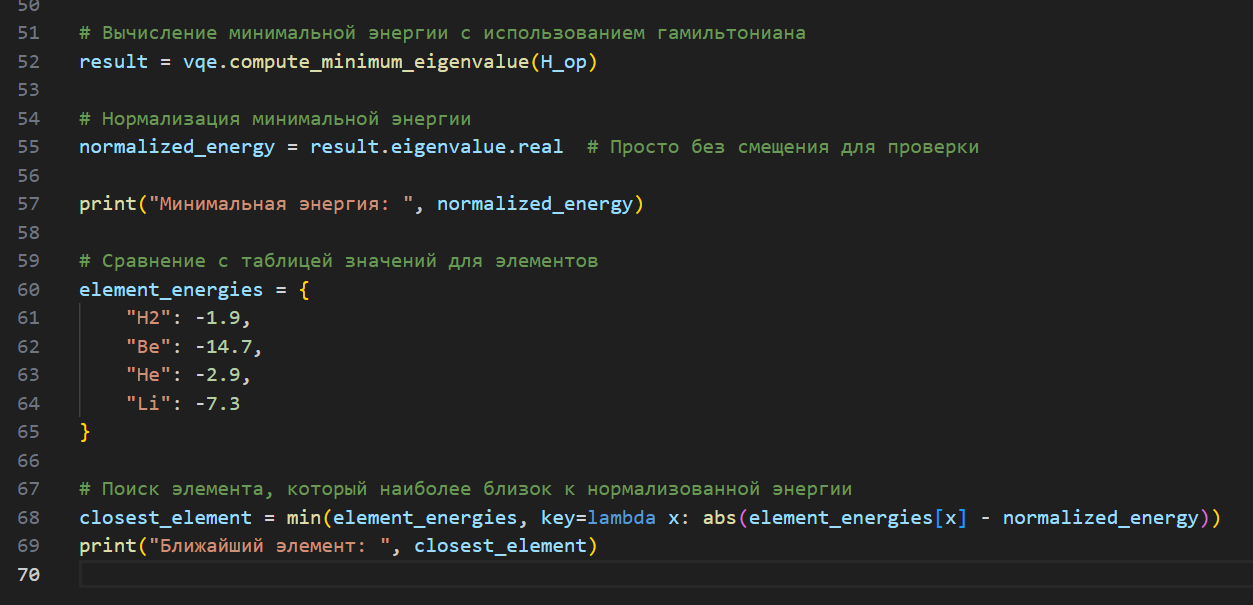 50
51 # Вычисление минимальной энергии с использованием гамильтониана
52 result = vqe.compute_minimum_eigenvalue(H_op)
53
54 # Нормализация минимальной энергии
55 normalized_energy = result.eigenvalue.real  # Просто без смещения для проверки
56
57 print("Минимальная энергия: ", normalized_energy)
58
59 # Сравнение с таблицей значений для элементов
60 element_energies = {
61     "H2": -1.9,
62     "Be": -14.7,
63     "He": -2.9,
64     "Li": -7.3
65 }
66
67 # Поиск элемента, который наиболее близок к нормализованной энергии
68 closest_element = min(element_energies, key=lambda x: abs(element_energies[x] - normalized_energy))
69 print("Ближайший элемент: ", closest_element)
70